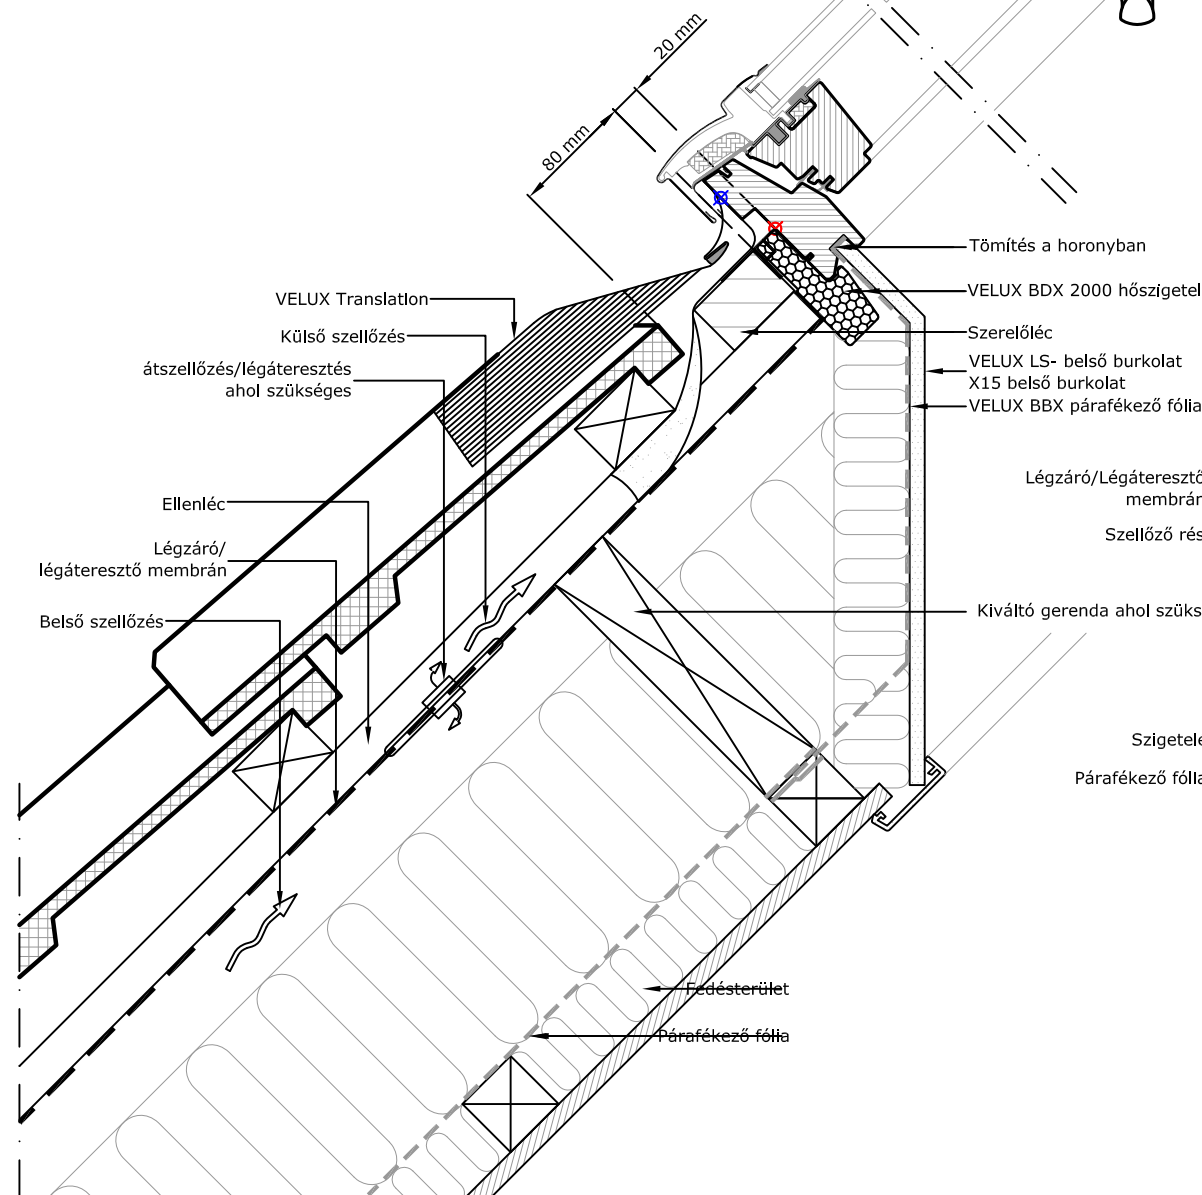 20 mm
80 mm
Tömítés a horonyban
VELUX BDX 2000 hőszigetel
VELUX Translation
Külső szellőzés
Szerelőléc
átszellőzés/légáteresztés
ahol szükséges
VELUX LS- belső burkolat
X15 belső burkolat
VELUX BBX párafékező fólia
Légzáró/Légáteresztő
membrán
Ellenléc
Szellőző rés
Légzáró/
légáteresztő membrán
Belső szellőzés
Kiváltó gerenda ahol szüks
Szigetelé
Párafékező fólia
Fedésterület
Párafékező fólia